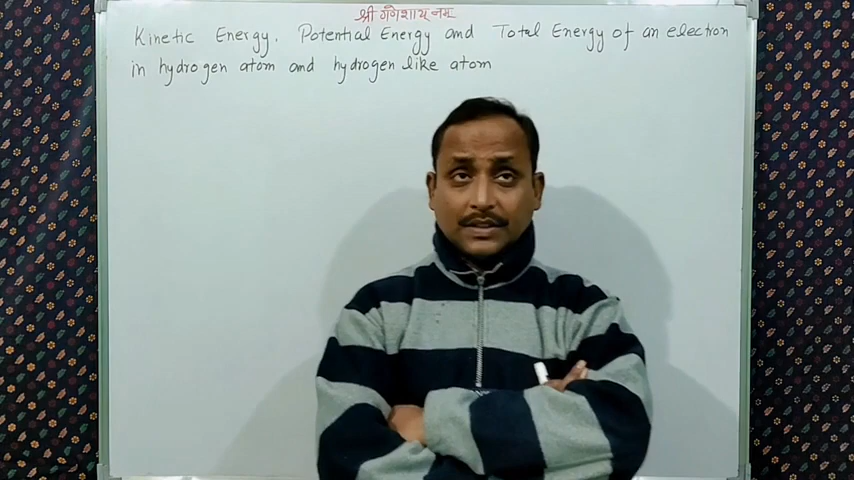 श्री गणेशाय् नमः
Kinetic Energy, Potential Energy and Total Energy of an electron
in hydrogen atom and hydrogen like atom